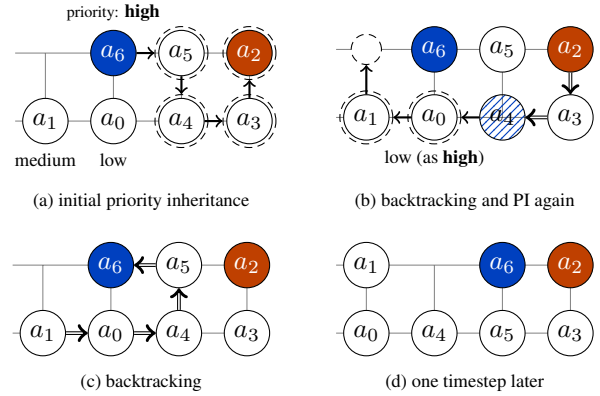 priority: high
a6 a5 a2
a1 a0 a4 a3
medium low
(a) initial priority inheritance
a6 a5 a2
a1 a0 a4 a3
low (as high)
(b) backtracking and PI again
a6 a5 a2
a1 a0 a4 a3
(c) backtracking
a1 a6 a2
a0 a4 a5 a3
(d) one timestep later